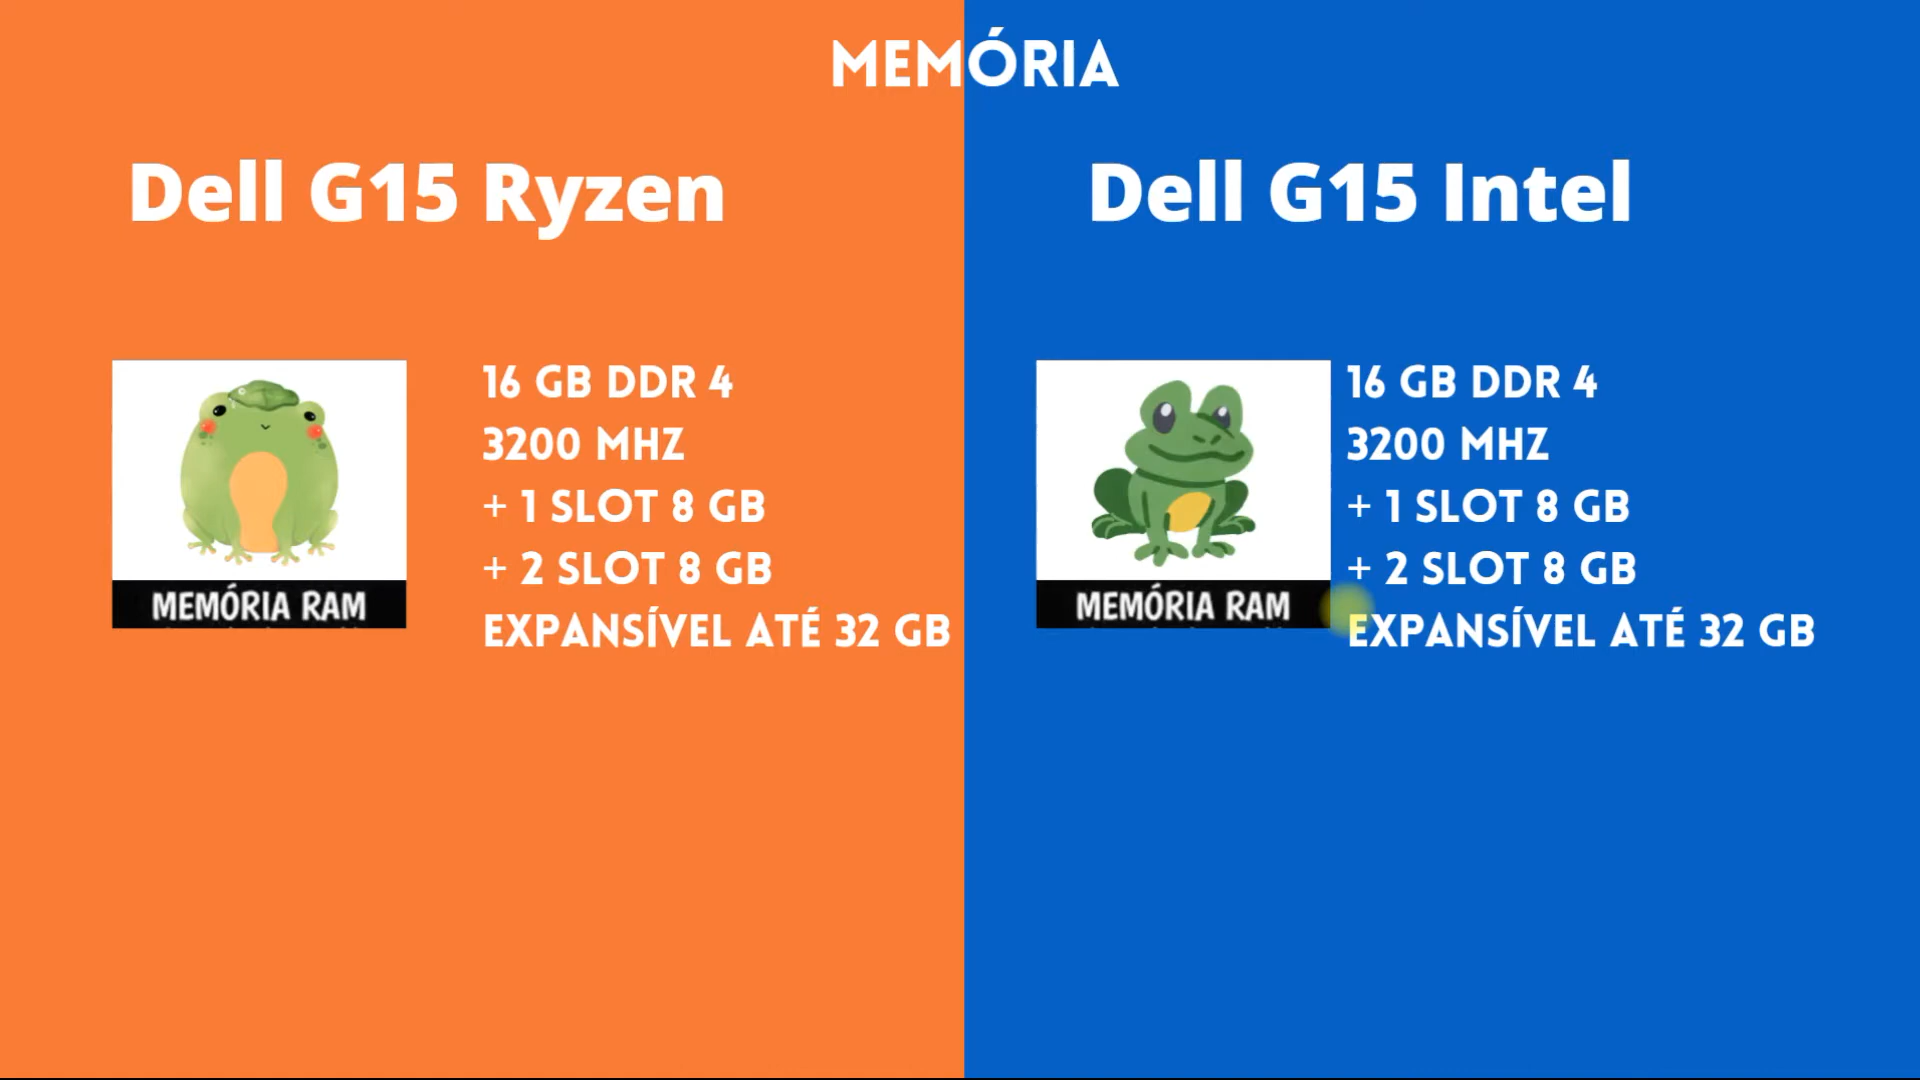 MEMÓRIA
Dell G15 Ryzen
MEMÓRIA RAM
16 GB DDR 4
3200 MHZ
+ 1 SLOT 8 GB
+ 2 SLOT 8 GB
EXPANSÍVEL ATÉ 32 GB
Dell G15 Intel
MEMÓRIA RAM
16 GB DDR 4
3200 MHZ
+ 1 SLOT 8 GB
+ 2 SLOT 8 GB
EXPANSÍVEL ATÉ 32 GB